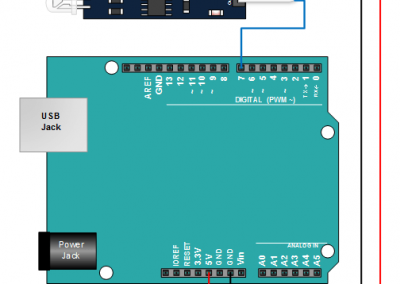 AREF
GND
13
12
~ 11
~ 10
~ 9
8
7
~ 6
~ 5
4
~ 3
2
TX→ 1
RX← 0
DIGITAL (PWM ~)
USB
Jack
Power
Jack
IOREF
RESET
3.3V
5V
GND
GND
Vin
ANALOG IN
A0
A1
A2
A3
A4
A5